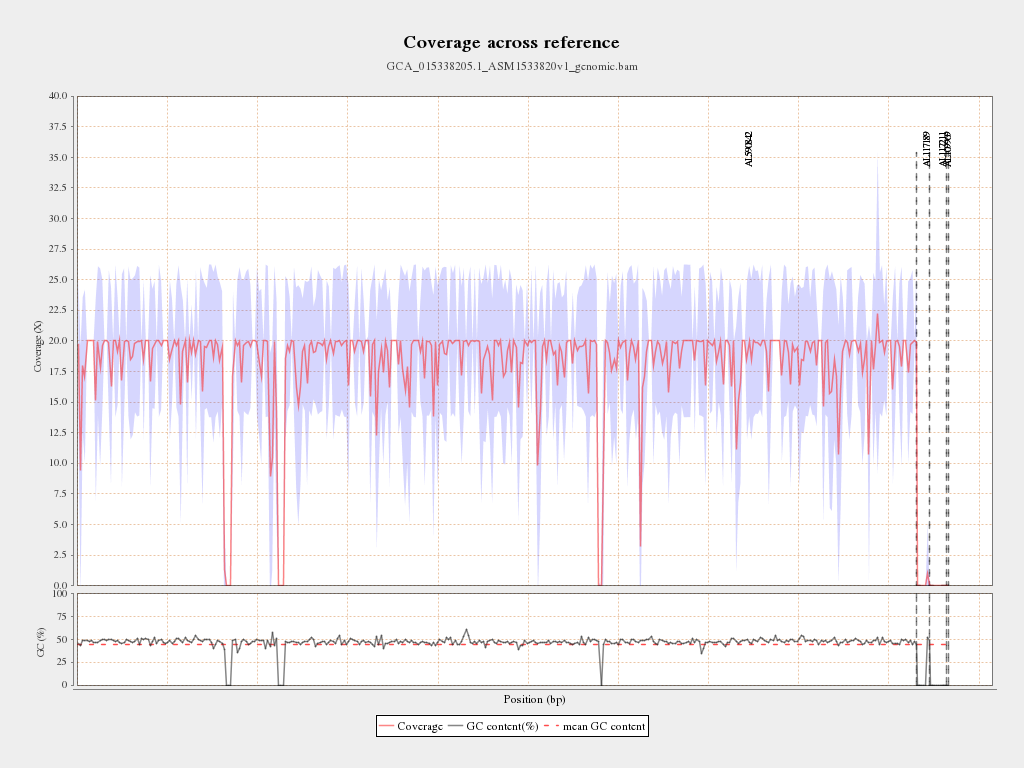 Coverage across reference
GCA_015338205.1_ASM1533820v1_genomic.bam
40.0
37.5
35.0
32.5
30.0
27.5
25.0
22.5
20.0
17.5
15.0
12.5
10.0
7.5
5.0
2.5
0.0
Coverage (X)
AL590842
AL117189
AL117211
100
75
50
25
0
GC (%)
Position (bp)
Coverage GC content(%) mean GC content